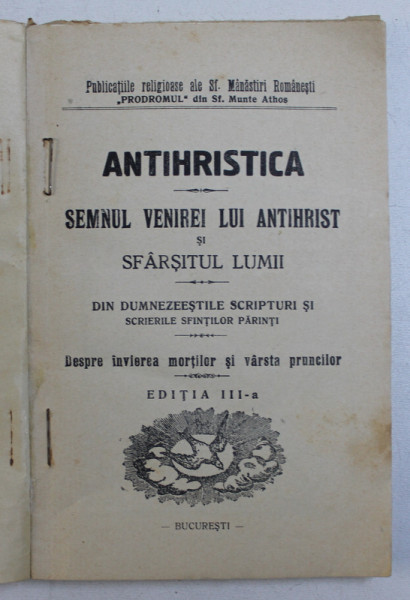 Publicațiile religioase ale Sf. Mănăstiri Românești
„PRODROMUL“ din Sf. Munte Athos
ANTIHRISTICA
SEMNUL VENIREI LUI ANTIHRIST
ȘI
SFÂRȘITUL LUMII
DIN DUMNEZEEȘTILE SCRIPTURI ȘI
SCRIERILE SFINȚILOR PĂRINȚI
Despre învierea morților și vârsta pruncilor
EDIȚIA III-a
— BUCUREȘTI —